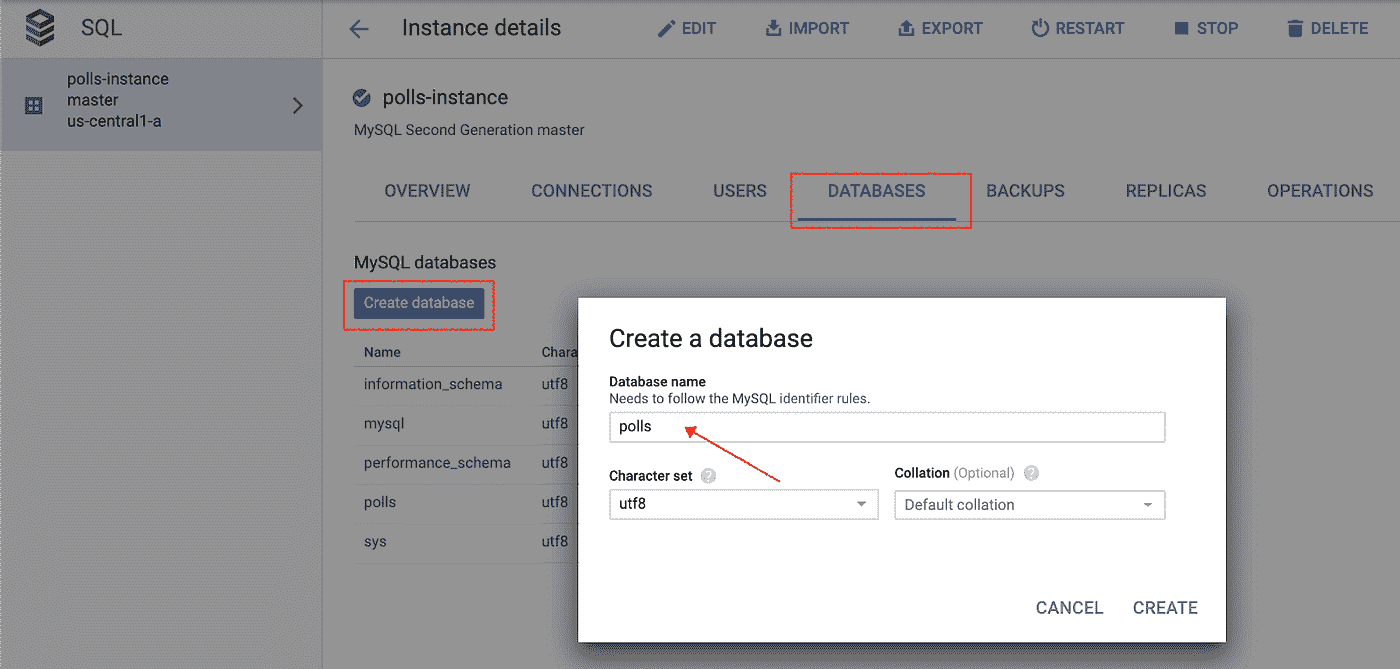 SQL
Instance details
EDIT
IMPORT
EXPORT
RESTART
STOP
DELETE
polls-instance
master
us-central1-a
polls-instance
MySQL Second Generation master
OVERVIEW
CONNECTIONS
USERS
DATABASES
BACKUPS
REPLICAS
OPERATIONS
MySQL databases
Create database
Name
Chara
information_schema
utf8
mysql
utf8
performance_schema
utf8
polls
utf8
sys
utf8
Create a database
Database name
Needs to follow the MySQL identifier rules.
polls
Character set ?
Collation (Optional) ?
utf8
Default collation
CANCEL
CREATE